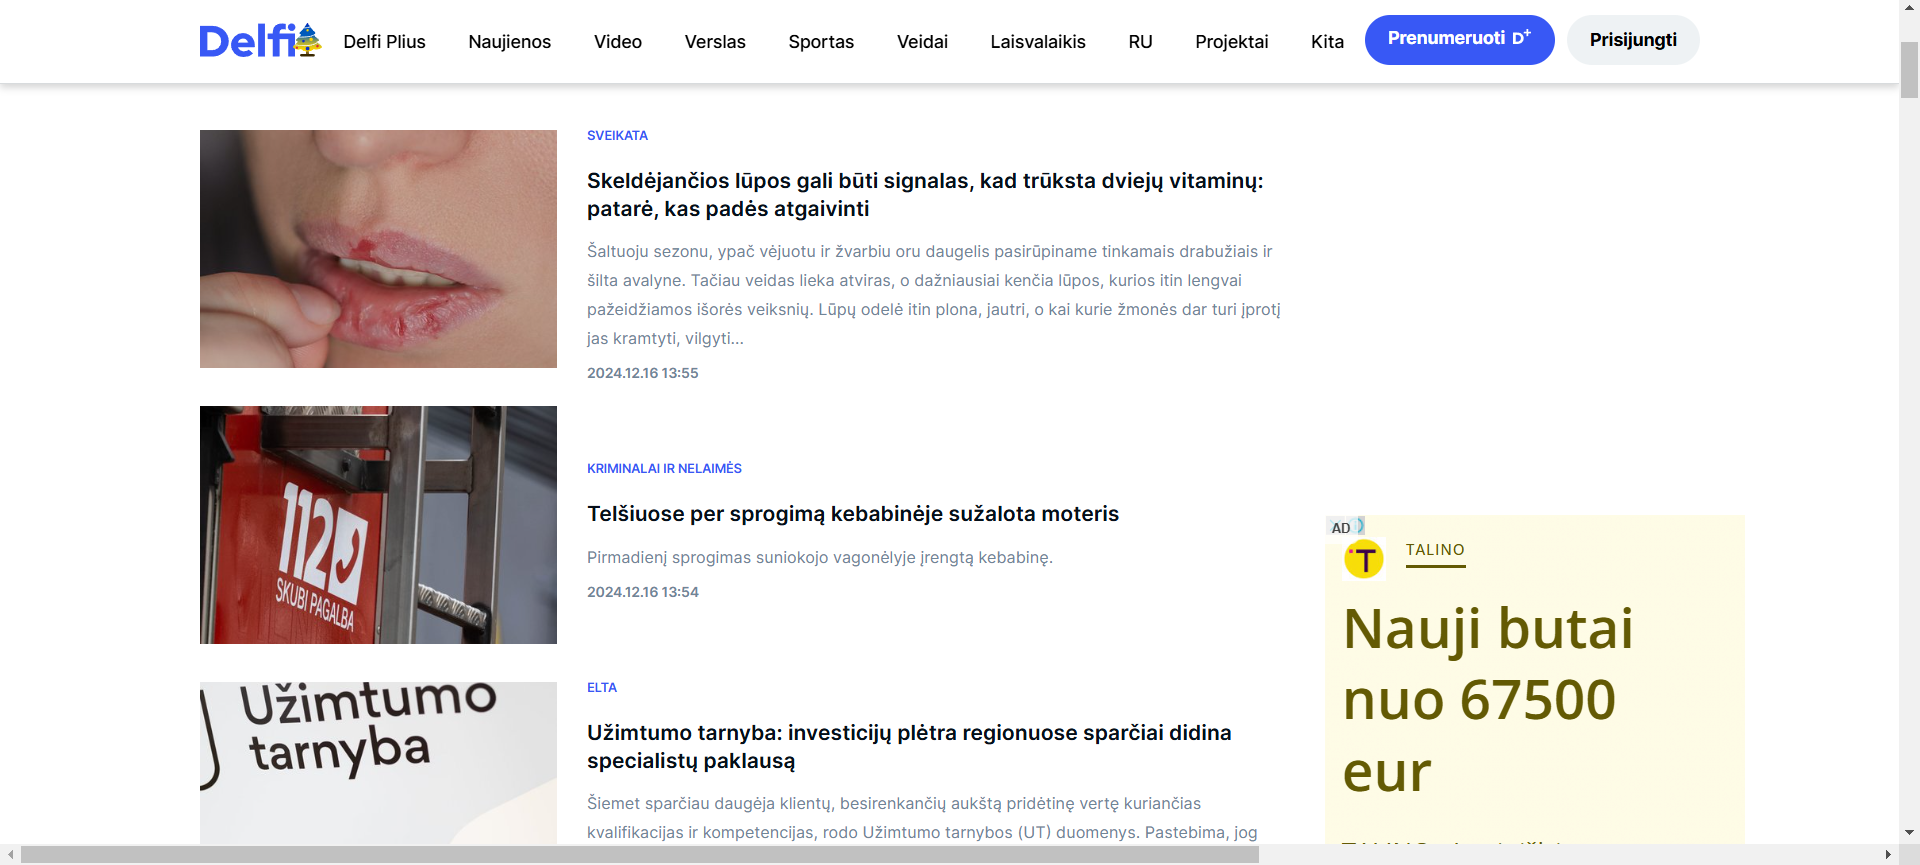 Delfi
Delfi Plius
Naujienos
Video
Verslas
Sportas
Veidai
Laisvalaikis
RU
Projektai
Kita
Prenumeruoti D+
Prisijungti
SVEIKATA
Skeldėjančios lūpos gali būti signalas, kad trūksta dviejų vitaminų:
patarė, kas padės atgaivinti
Šaltuoju sezonu, ypač vėjuotu ir žvarbiu oru daugelis pasirūpiname tinkamais drabužiais ir
šilta avalyne. Tačiau veidas lieka atviras, o dažniausiai kenčia lūpos, kurios itin lengvai
pažeidžiamos išorės veiksnių. Lūpų odelė itin plona, jautri, o kai kurie žmonės dar turi įprotį
jas kramtyti, vilgyti...
2024.12.16 13:55
112
SKUBI PAGALBA
KRIMINALAI IR NELAIMĖS
Telšiuose per sprogimą kebabinėje sužalota moteris
Pirmadienį sprogimas suniokojo vagonėlyje įrengtą kebabinę.
2024.12.16 13:54
Užimtumo
tarnyba
ELTA
Užimtumo tarnyba: investicijų plėtra regionuose sparčiai didina
specialistų paklausą
Šiemet sparčiau daugėja klientų, besirenkančių aukštą pridėtinę vertę kuriančias
kvalifikacijas ir kompetencijas, rodo Užimtumo tarnybos (UT) duomenys. Pastebima, jog
AD
T
TALINO
Nauji butai
nuo 67500
eur